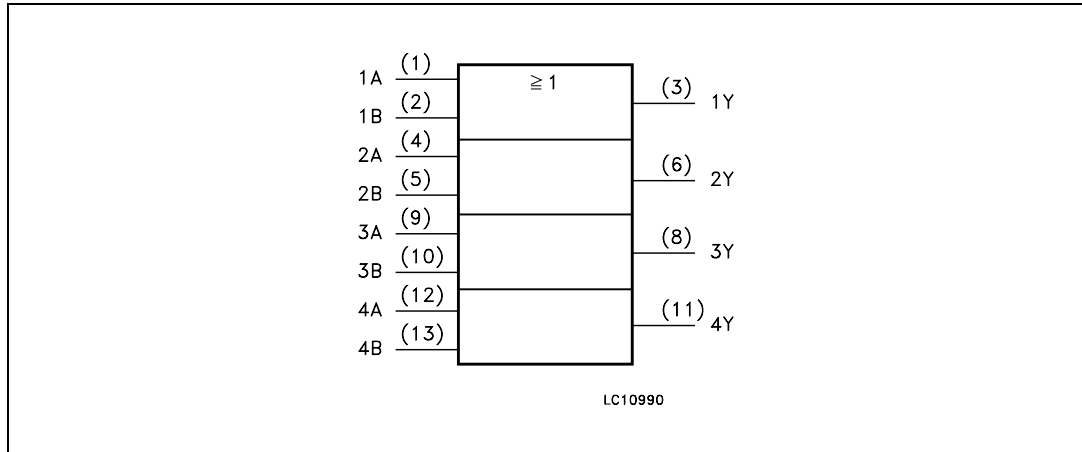 1A (1) ≧ 1 (3) 1Y
1B (2)
2A (4) (6) 2Y
2B (5)
3A (9) (8) 3Y
3B (10)
4A (12) (11) 4Y
4B (13)
LC10990